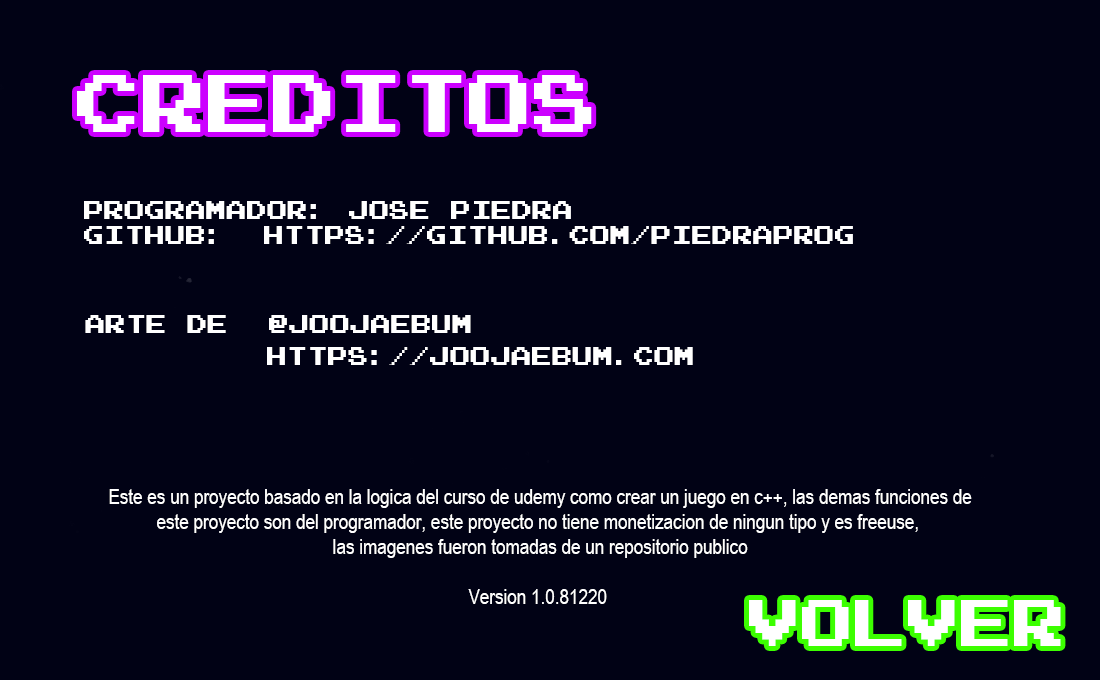 CREDITOS
PROGRAMADOR: JOSE PIEDRA
GITHUB: HTTPS://GITHUB.COM/PIEDRAPROG
ARTE DE @JOOJAEBUM
HTTPS://JOOJAEBUM.COM
Este es un proyecto basado en la logica del curso de udemy como crear un juego en c++, las demas funciones de
este proyecto son del programador, este proyecto no tiene monetizacion de ningun tipo y es freeuse,
las imagenes fueron tomadas de un repositorio publico
Version 1.0.81220
VOLVER